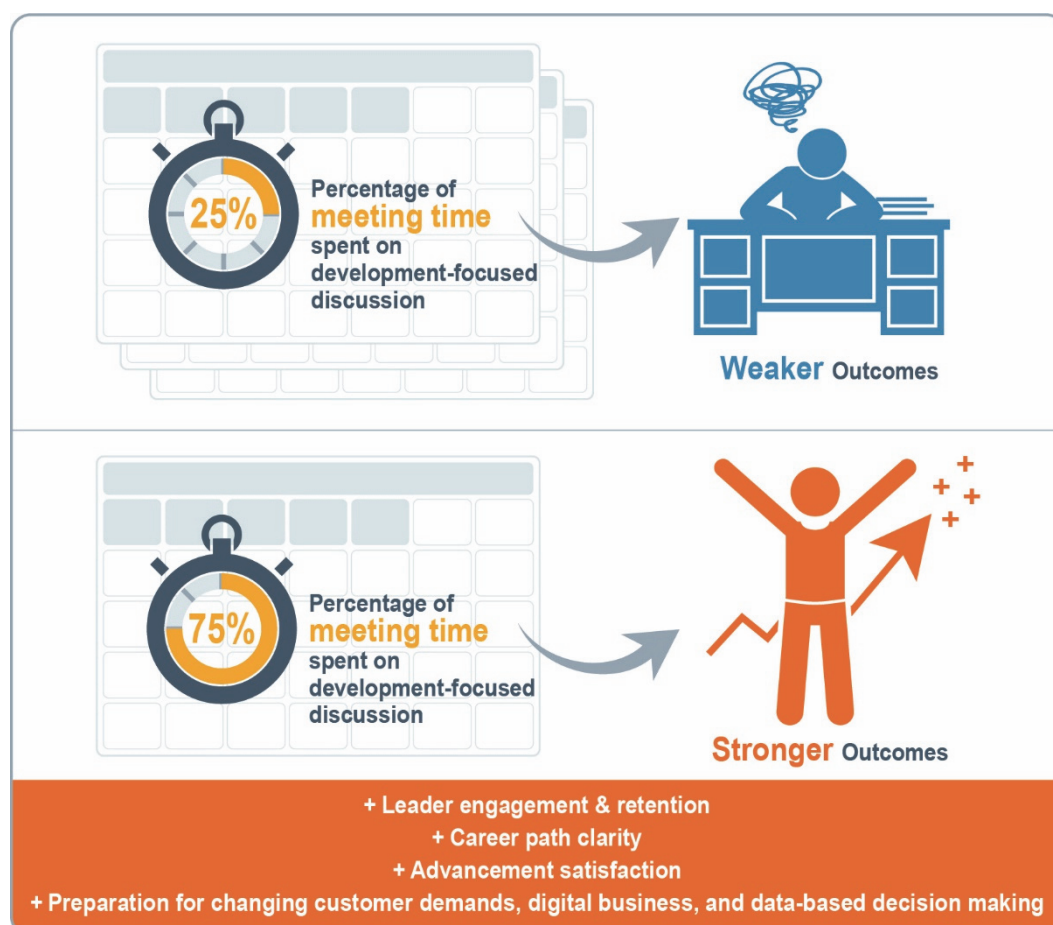 25%
Percentage of
meeting time
spent on
development-focused
discussion
Weaker Outcomes
75%
Percentage of
meeting time
spent on
development-focused
discussion
Stronger Outcomes
+ Leader engagement & retention
+ Career path clarity
+ Advancement satisfaction
+ Preparation for changing customer demands, digital business, and data-based decision making